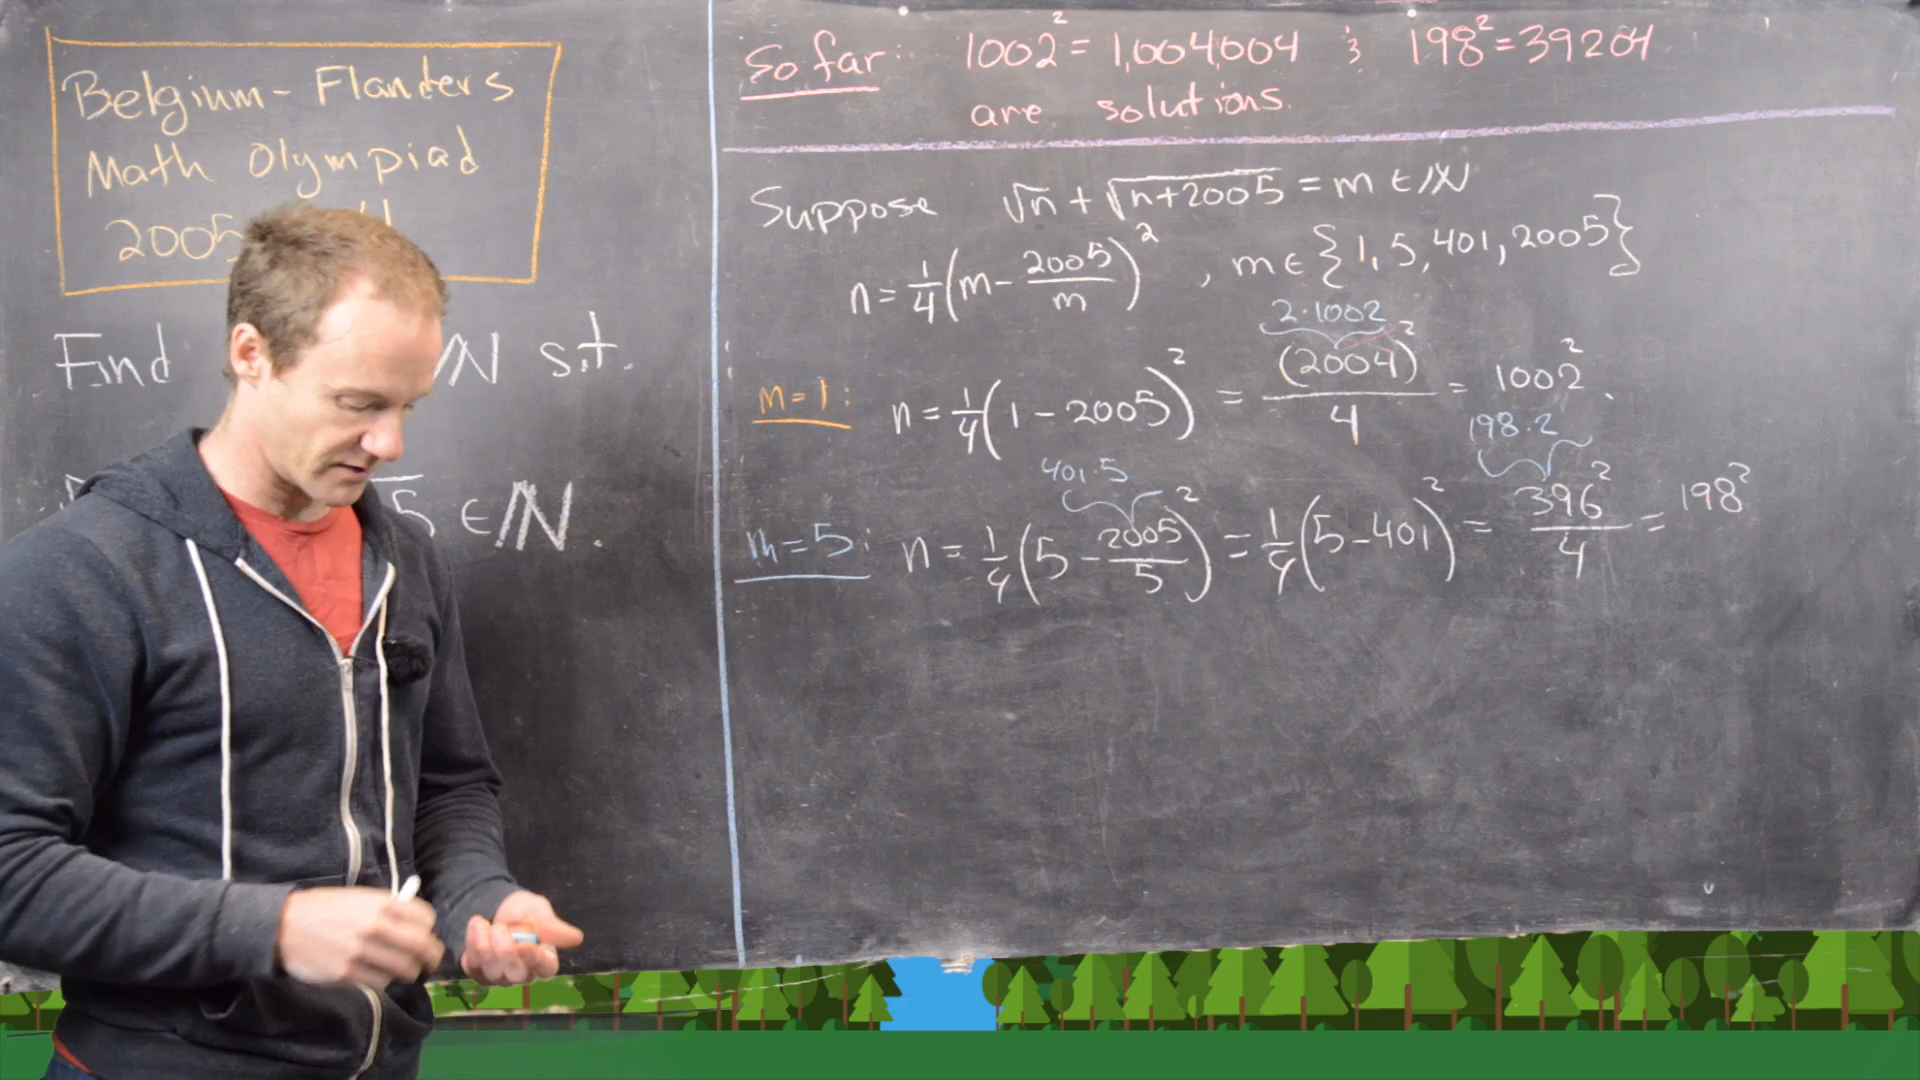 Belgium - Flanders
Math Olympiad
2005
Find ℕ s.t.
5 ∈ ℕ.
So far: 1002² = 1,004,004 & 198² = 39204
are solutions.
Suppose √n + √(n+2005) = m ∈ ℕ
n = 1/4 (m - 2005/m)², m ∈ {1, 5, 401, 2005}
2·1002
m=1: n = 1/4 (1 - 2005)² = (2004)²/4 = 1002².
401·5 198·2
m=5: n = 1/4 (5 - 2005/5)² = 1/4 (5 - 401)² = 396²/4 = 198²